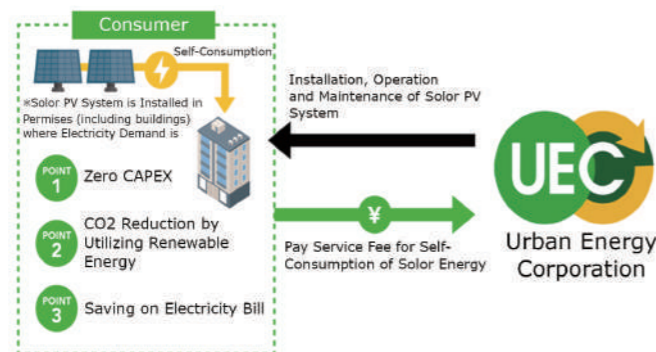 Consumer
Self-Consumption
※Solor PV System is Installed in
Permises (including buildings)
where Electricity Demand is
POINT
1
Zero CAPEX
POINT
2
CO2 Reduction by
Utilizing Renewable
Energy
POINT
3
Saving on Electricity Bill
Installation, Operation
and Maintenance of Solor PV
System
¥
Pay Service Fee for Self-
Consumption of Solar Energy
UEC
Urban Energy
Corporation